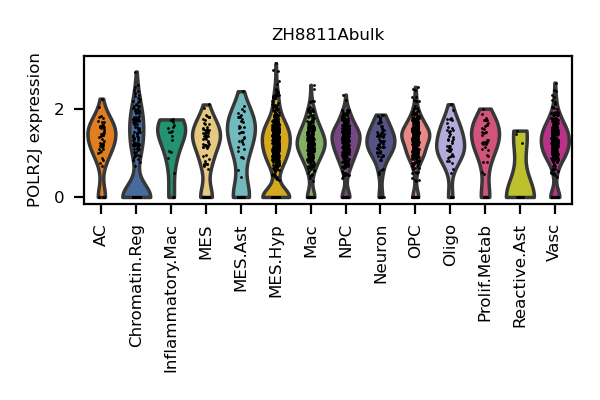 ZH8811Abulk
POLR2J expression
2
0
AC
Chromatin.Reg
Inflammatory.Mac
MES
MES.Ast
MES.Hyp
Mac
NPC
Neuron
OPC
Oligo
Prolif.Metab
Reactive.Ast
Vasc